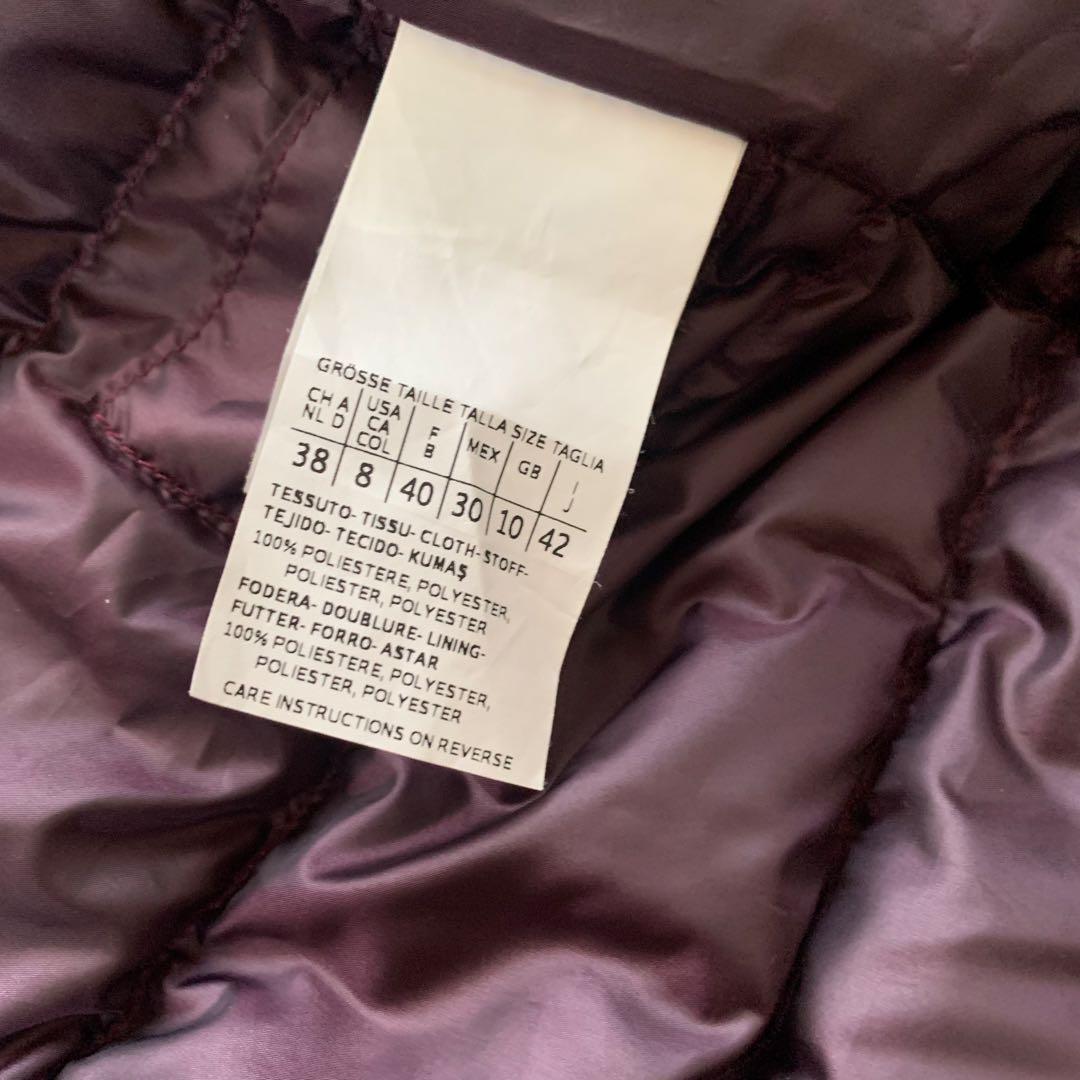 GRÖSSE TAILLE TALLA SIZE TAGLIA
CH A USA F MEX GB I
NL D CA B J
COL
38 8 40 30 10 42
TESSUTO- TISSU- CLOTH- STOFF-
TEJIDO- TECIDO- KUMAŞ
100% POLIESTERE, POLYESTER,
POLIESTER, POLYESTER
FODERA- DOUBLURE- LINING-
FUTTER- FORRO- ASTAR
100% POLIESTERE, POLYESTER,
POLIESTER, POLYESTER
CARE INSTRUCTIONS ON REVERSE